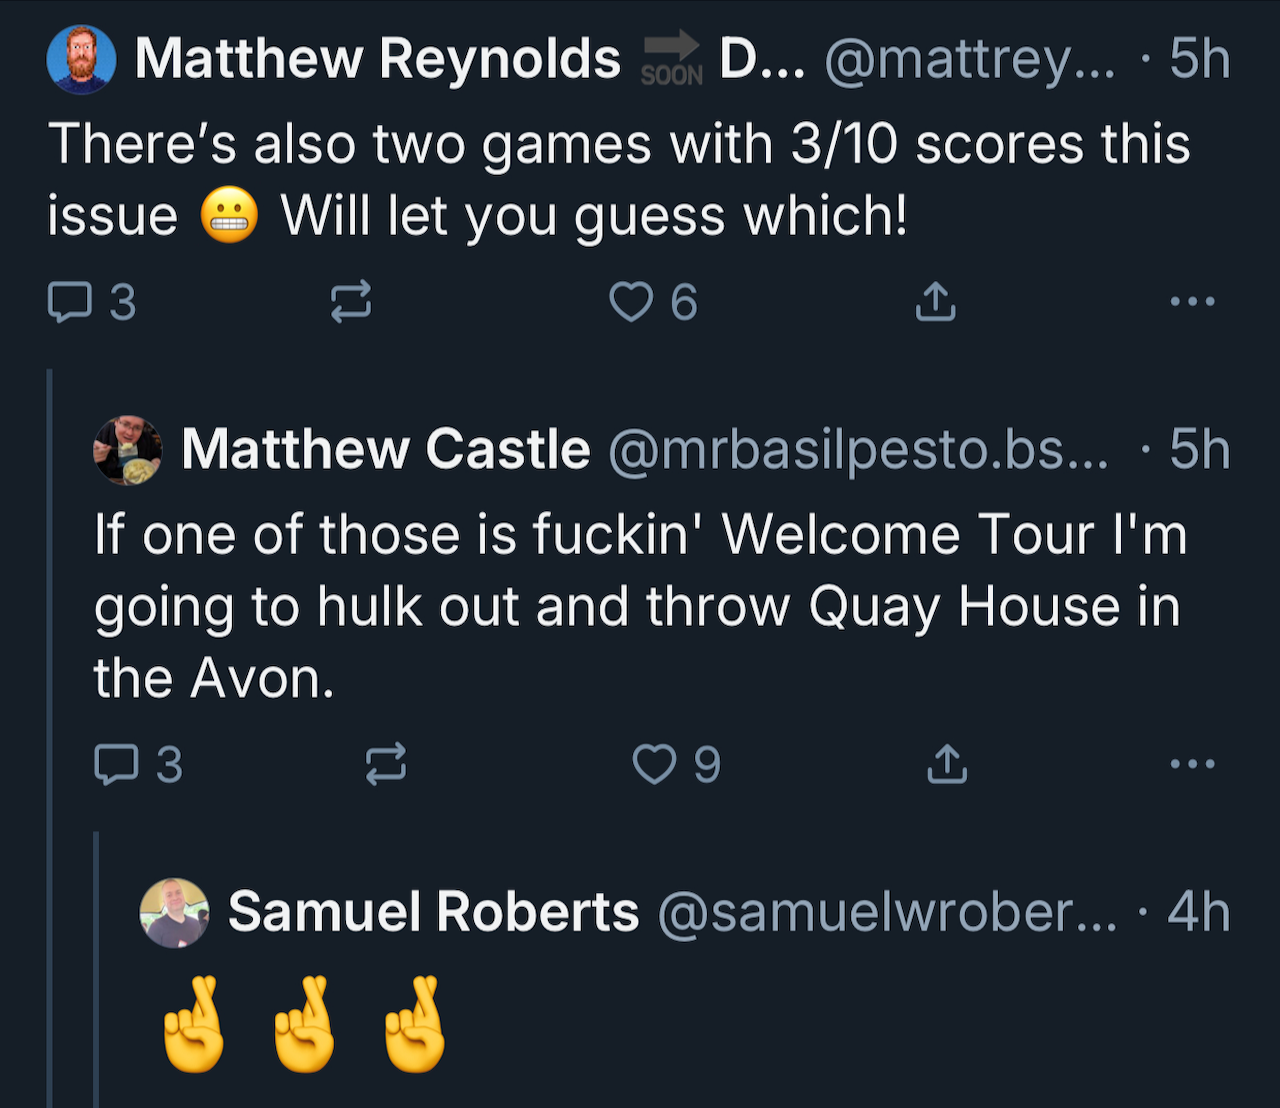 Matthew Reynolds 🔜 D... @mattrey... · 5h
There’s also two games with 3/10 scores this
issue 😬 Will let you guess which!
3 6
Matthew Castle @mrbasilpesto.bs... · 5h
If one of those is fuckin' Welcome Tour I'm
going to hulk out and throw Quay House in
the Avon.
3 9
Samuel Roberts @samuelwrober... · 4h
🤞 🤞 🤞